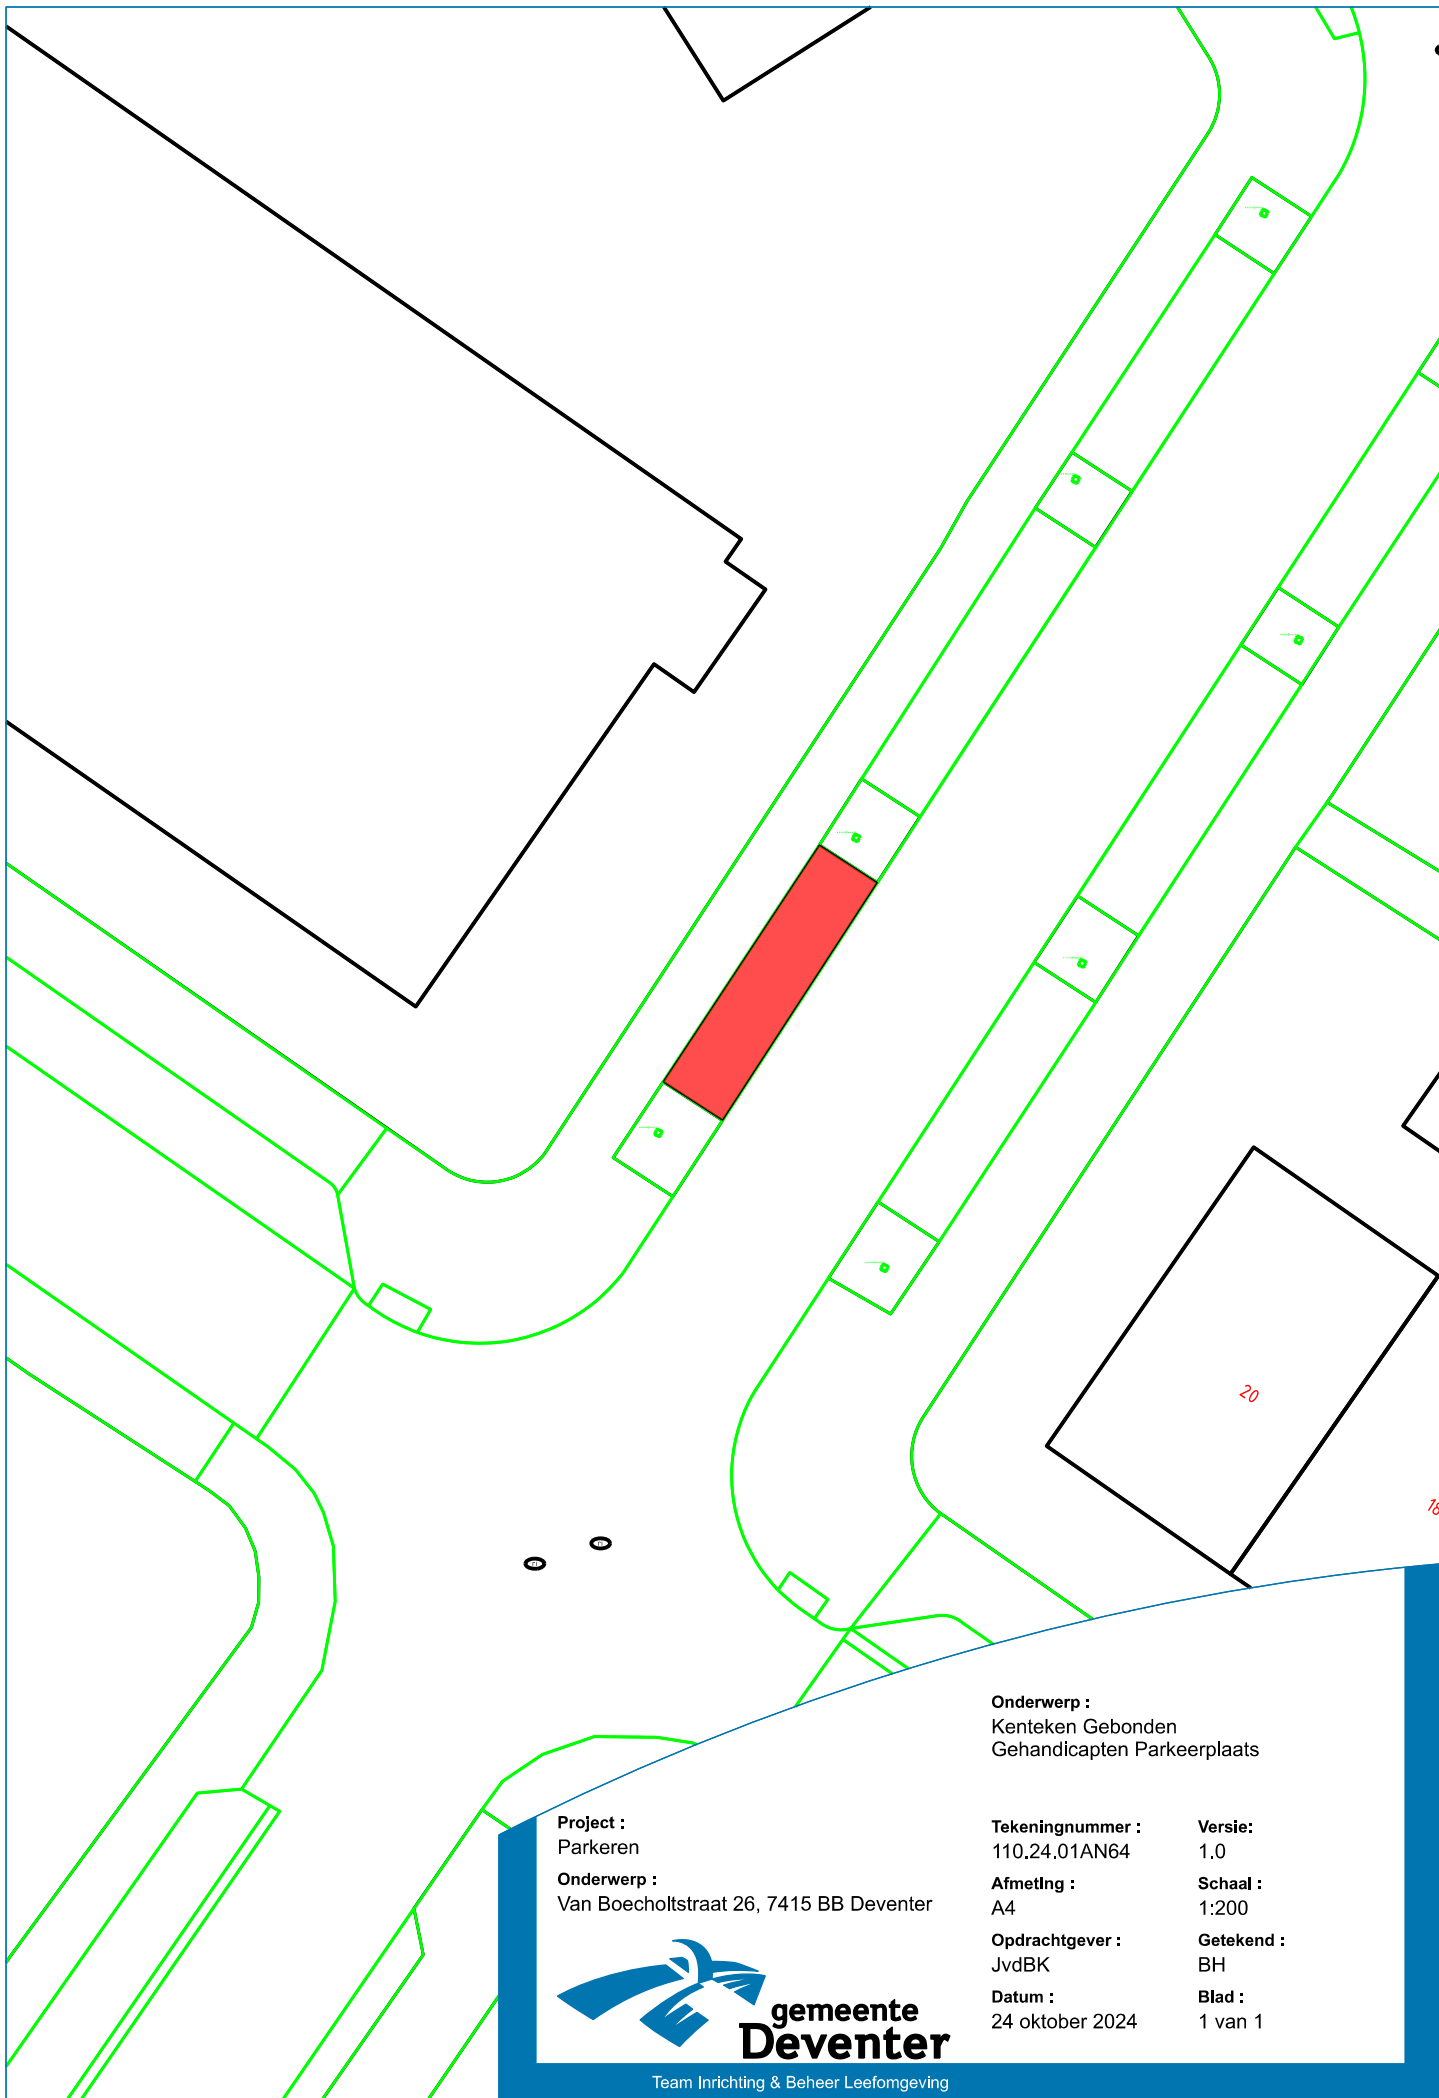 20
18
Onderwerp :
Kenteken Gebonden
Gehandicapten Parkeerplaats
Project :
Parkeren
Onderwerp :
Van Boecholtstraat 26, 7415 BB Deventer
Tekeningnummer :
110.24.01AN64
Versie:
1.0
Afmeting :
A4
Schaal :
1:200
Opdrachtgever :
JvdBK
Getekend :
BH
Datum :
24 oktober 2024
Blad :
1 van 1
gemeente
Deventer
Team Inrichting & Beheer Leefomgeving